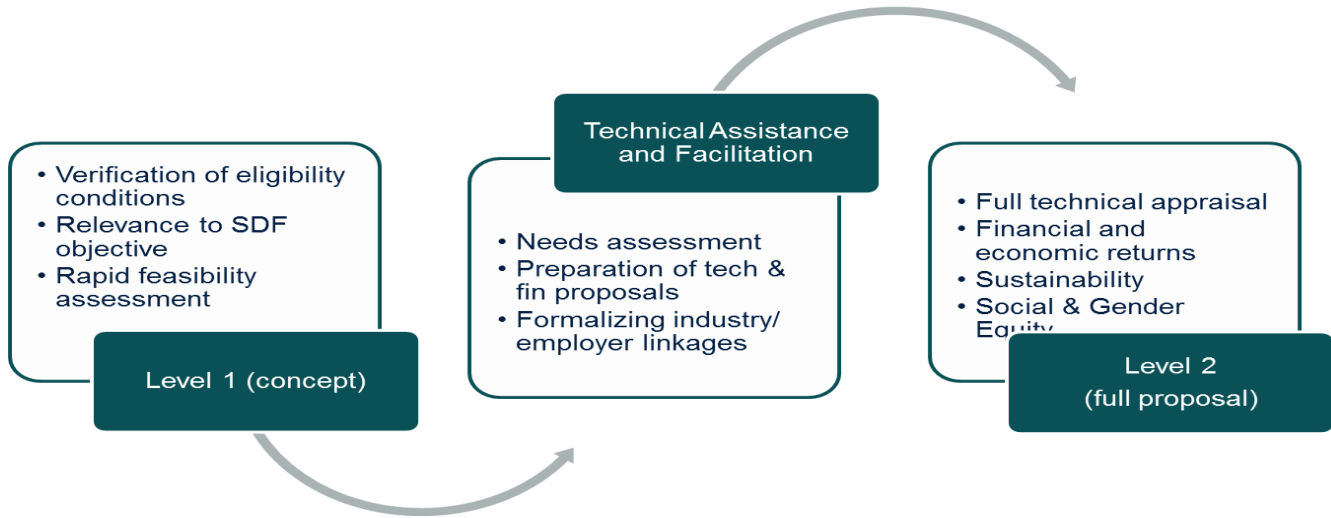 • Verification of eligibility
conditions
• Relevance to SDF
objective
• Rapid feasibility
assessment
Level 1 (concept)
Technical Assistance
and Facilitation
• Needs assessment
• Preparation of tech &
fin proposals
• Formalizing industry/
employer linkages
• Full technical appraisal
• Financial and
economic returns
• Sustainability
• Social & Gender
Equity
Level 2
(full proposal)